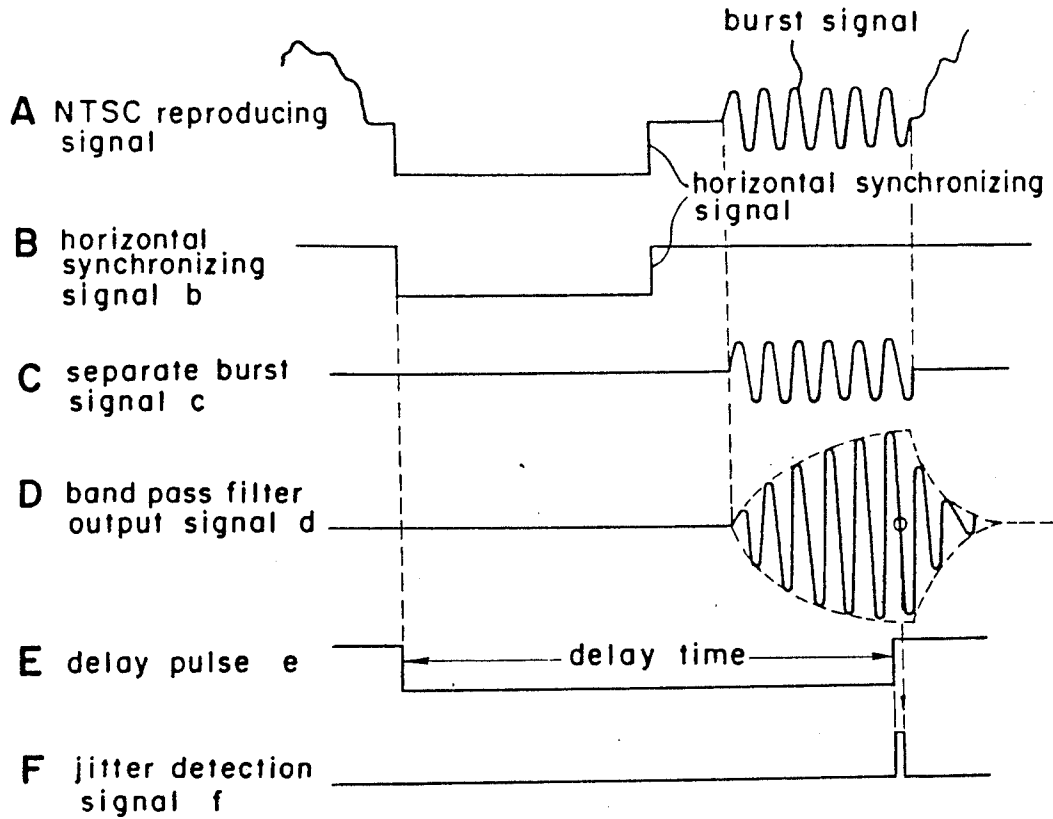 burst signal
A NTSC reproducing
signal
horizontal synchronizing
signal
B horizontal
synchronizing
signal b
C separate burst
signal c
D band pass filter
output signal d
E delay pulse e
delay time
F jitter detection
signal f